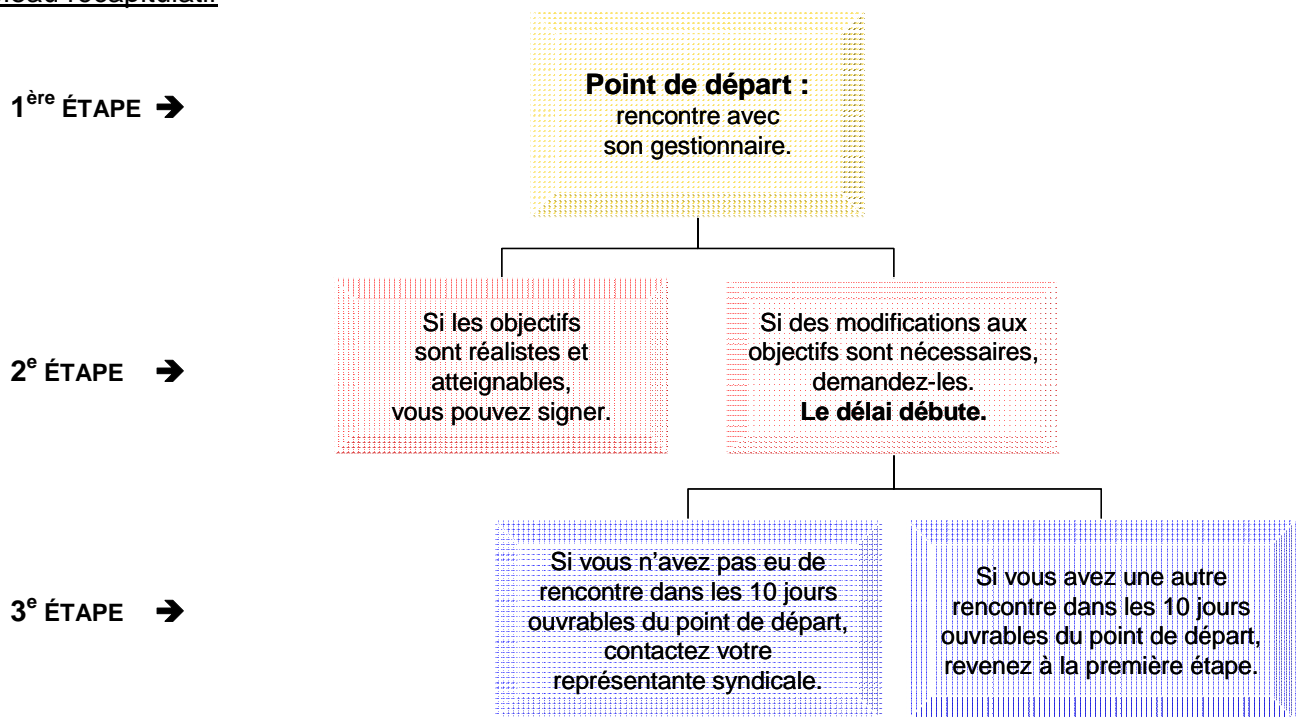 1ère ÉTAPE ➔
Point de départ :
rencontre avec
son gestionnaire.
2e ÉTAPE ➔
Si les objectifs
sont réalistes et
atteignables,
vous pouvez signer.
Si des modifications aux
objectifs sont nécessaires,
demandez-les.
Le délai débute.
3e ÉTAPE ➔
Si vous n’avez pas eu de
rencontre dans les 10 jours
ouvrables du point de départ,
contactez votre
représentante syndicale.
Si vous avez une autre
rencontre dans les 10 jours
ouvrables du point de départ,
revenez à la première étape.